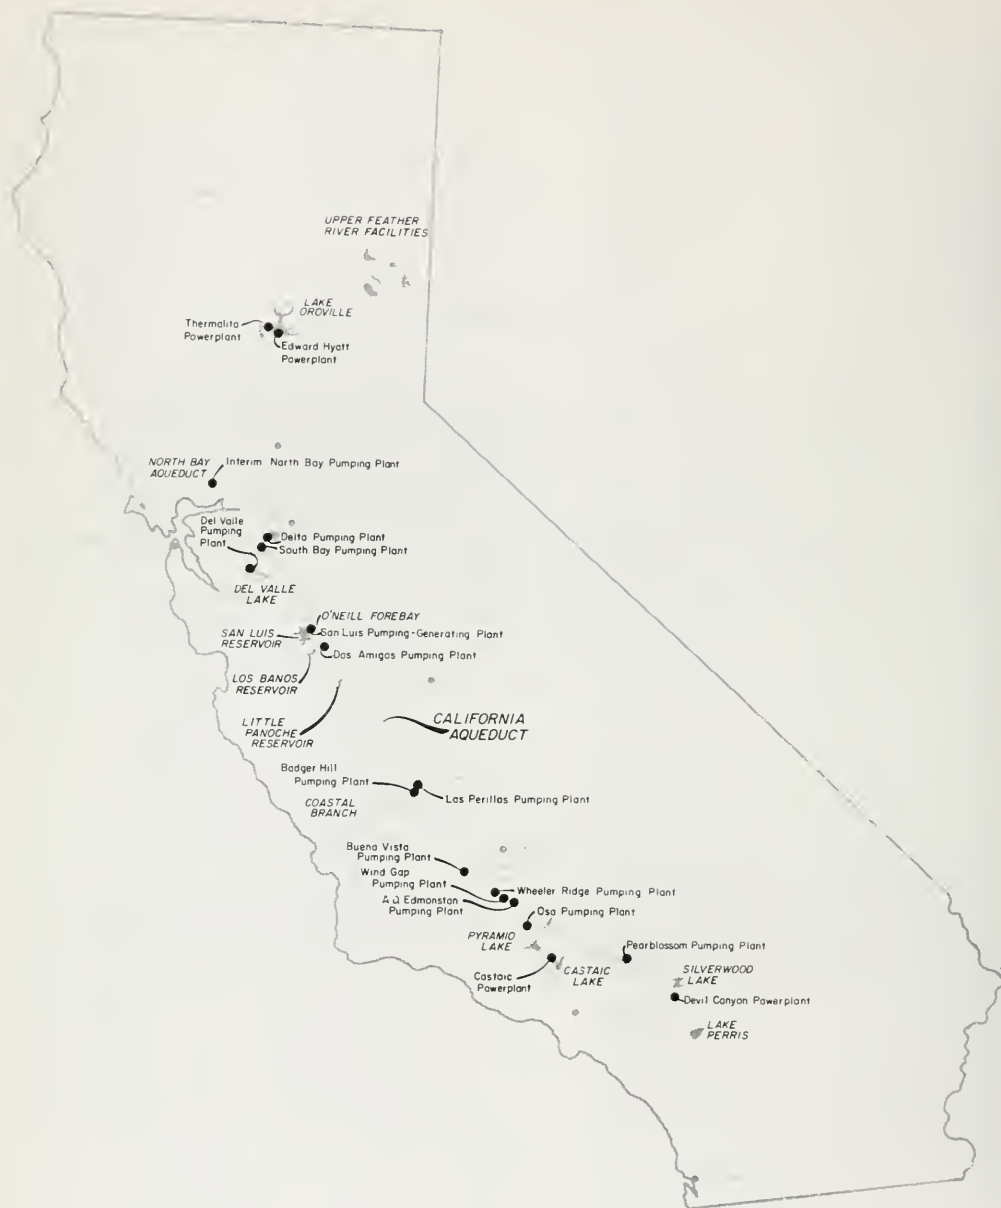 UPPER FEATHER
RIVER FACILITIES
LAKE
OROVILLE
Thermalito
Powerplant
Edward Hyatt
Powerplant
NORTH BAY
AQUEDUCT
Interim North Bay Pumping Plant
Del Valle
Pumping
Plant
Delta Pumping Plant
South Bay Pumping Plant
DEL VALLE
LAKE
O'NEILL FOREBAY
SAN LUIS
RESERVOIR
San Luis Pumping-Generating Plant
Dos Amigos Pumping Plant
LOS BANOS
RESERVOIR
LITTLE
PANOCHE
RESERVOIR
CALIFORNIA
AQUEDUCT
Badger Hill
Pumping Plant
Las Perillas Pumping Plant
COASTAL
BRANCH
Buena Vista
Pumping Plant
Wind Gap
Pumping Plant
Wheeler Ridge Pumping Plant
A.D. Edmonston
Pumping Plant
Oso Pumping Plant
PYRAMID
LAKE
Pearblossom Pumping Plant
Castaic
Powerplant
CASTAIC
LAKE
SILVERWOOD
LAKE
Devil Canyon Powerplant
LAKE
PERRIS